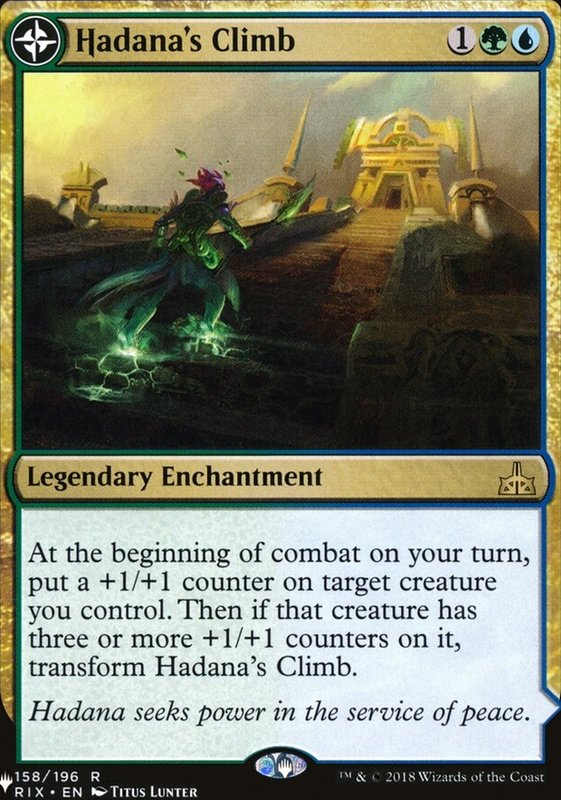 Hadana's Climb
1
Legendary Enchantment
At the beginning of combat on your turn,
put a +1/+1 counter on target creature
you control. Then if that creature has
three or more +1/+1 counters on it,
transform Hadana's Climb.
Hadana seeks power in the service of peace.
158/196 R
RIX • EN Titus Lunter
™ & © 2018 Wizards of the Coast